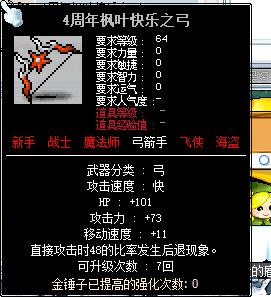 4周年枫叶快乐之弓
要求等级: 64
要求力量: 0
要求敏捷: 0
要求智力: 0
要求运气: 0
要求人气度: -
道具等级: -
道具经验值: -
新手 战士 魔法师 弓箭手 飞侠 海盗
武器分类 : 弓
攻击速度 : 快
HP : +101
攻击力 : +73
移动速度 : +11
直接攻击时48的比率发生后退现象。
可升级次数 : 7回
金锤子已提高的强化次数: 0